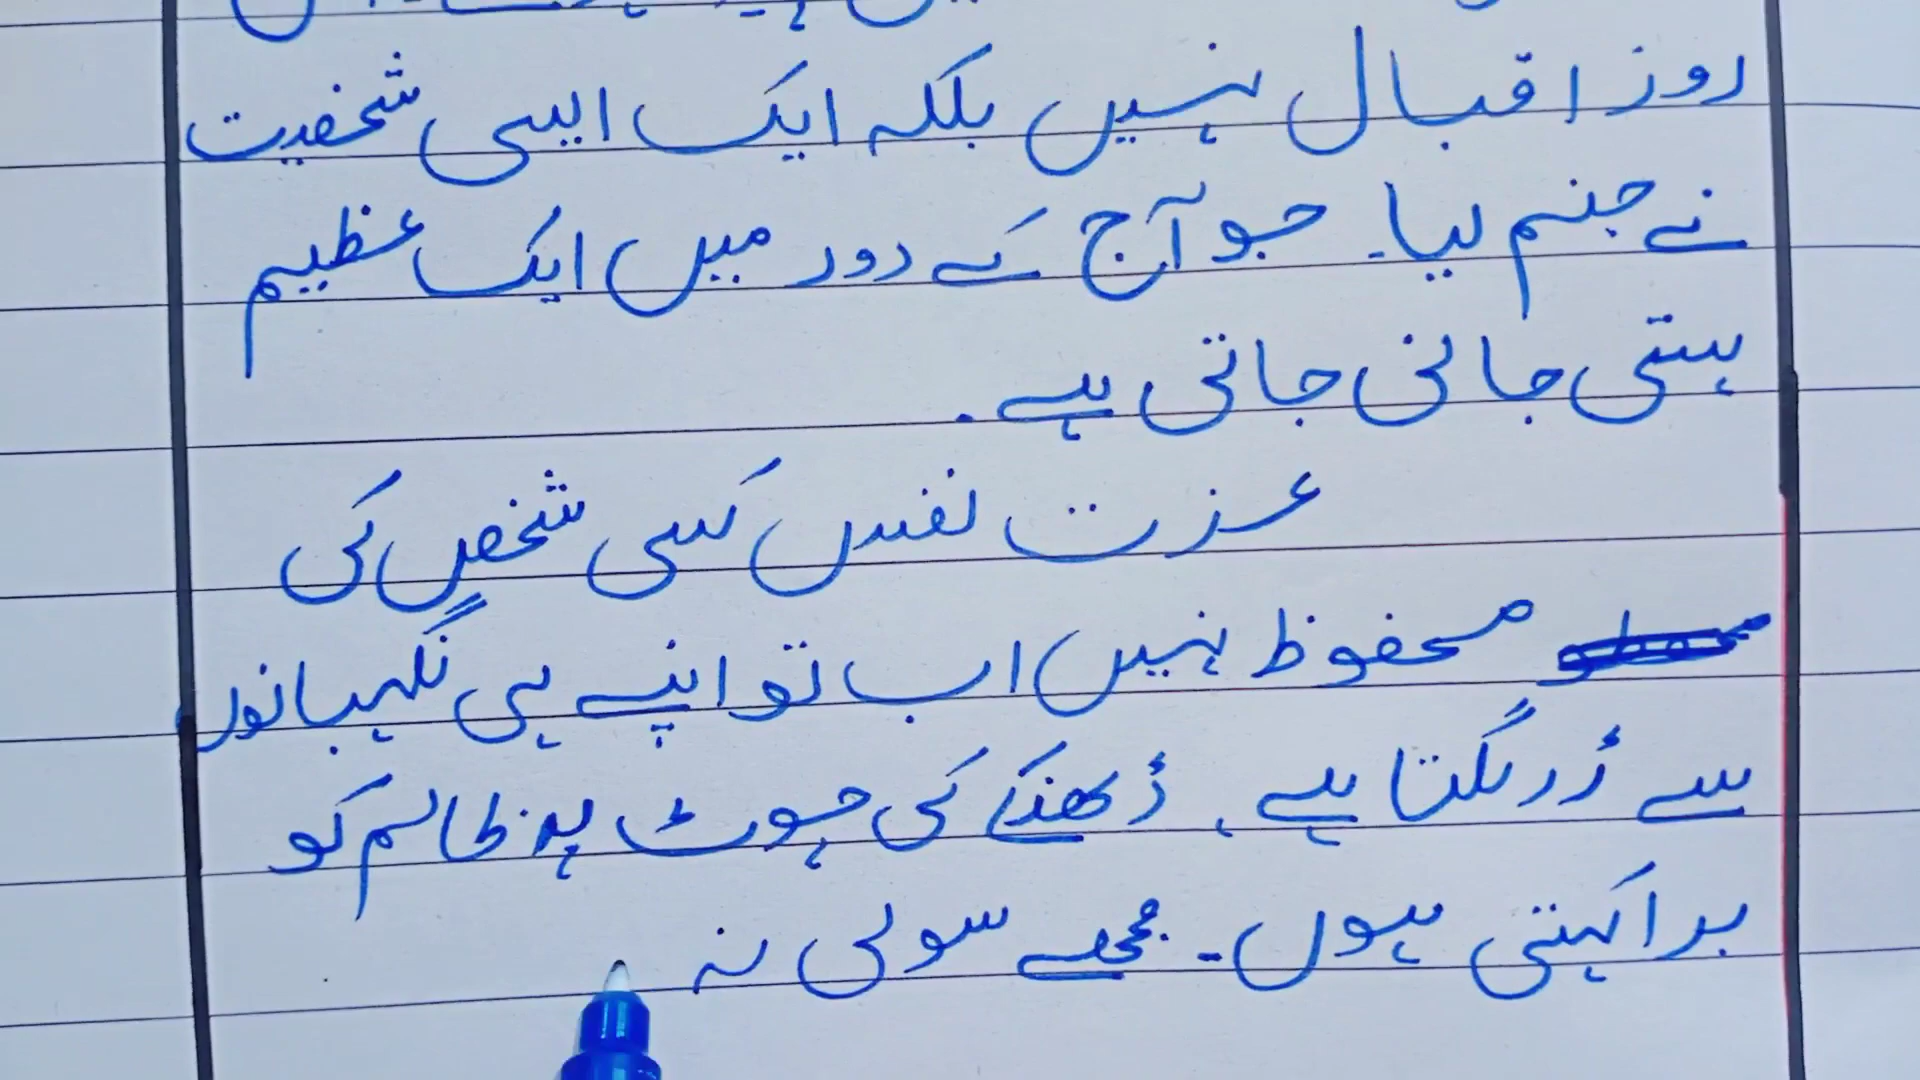 روز اقبال نہیں بلکہ ایک ایسی شخصیت
نے جنم لیا۔ جو آج کے دور میں ایک عظیم
ہستی جانی جاتی ہے۔
عزت نفس کسی شخص کی
محفوظ نہیں اب تو اپنے ہی نگہبانوں
سے ڈر لگتا ہے، ڈھنکے کی چوٹ پہ ظالم کو
برا کہتی ہوں۔ مجھے سولی نہ